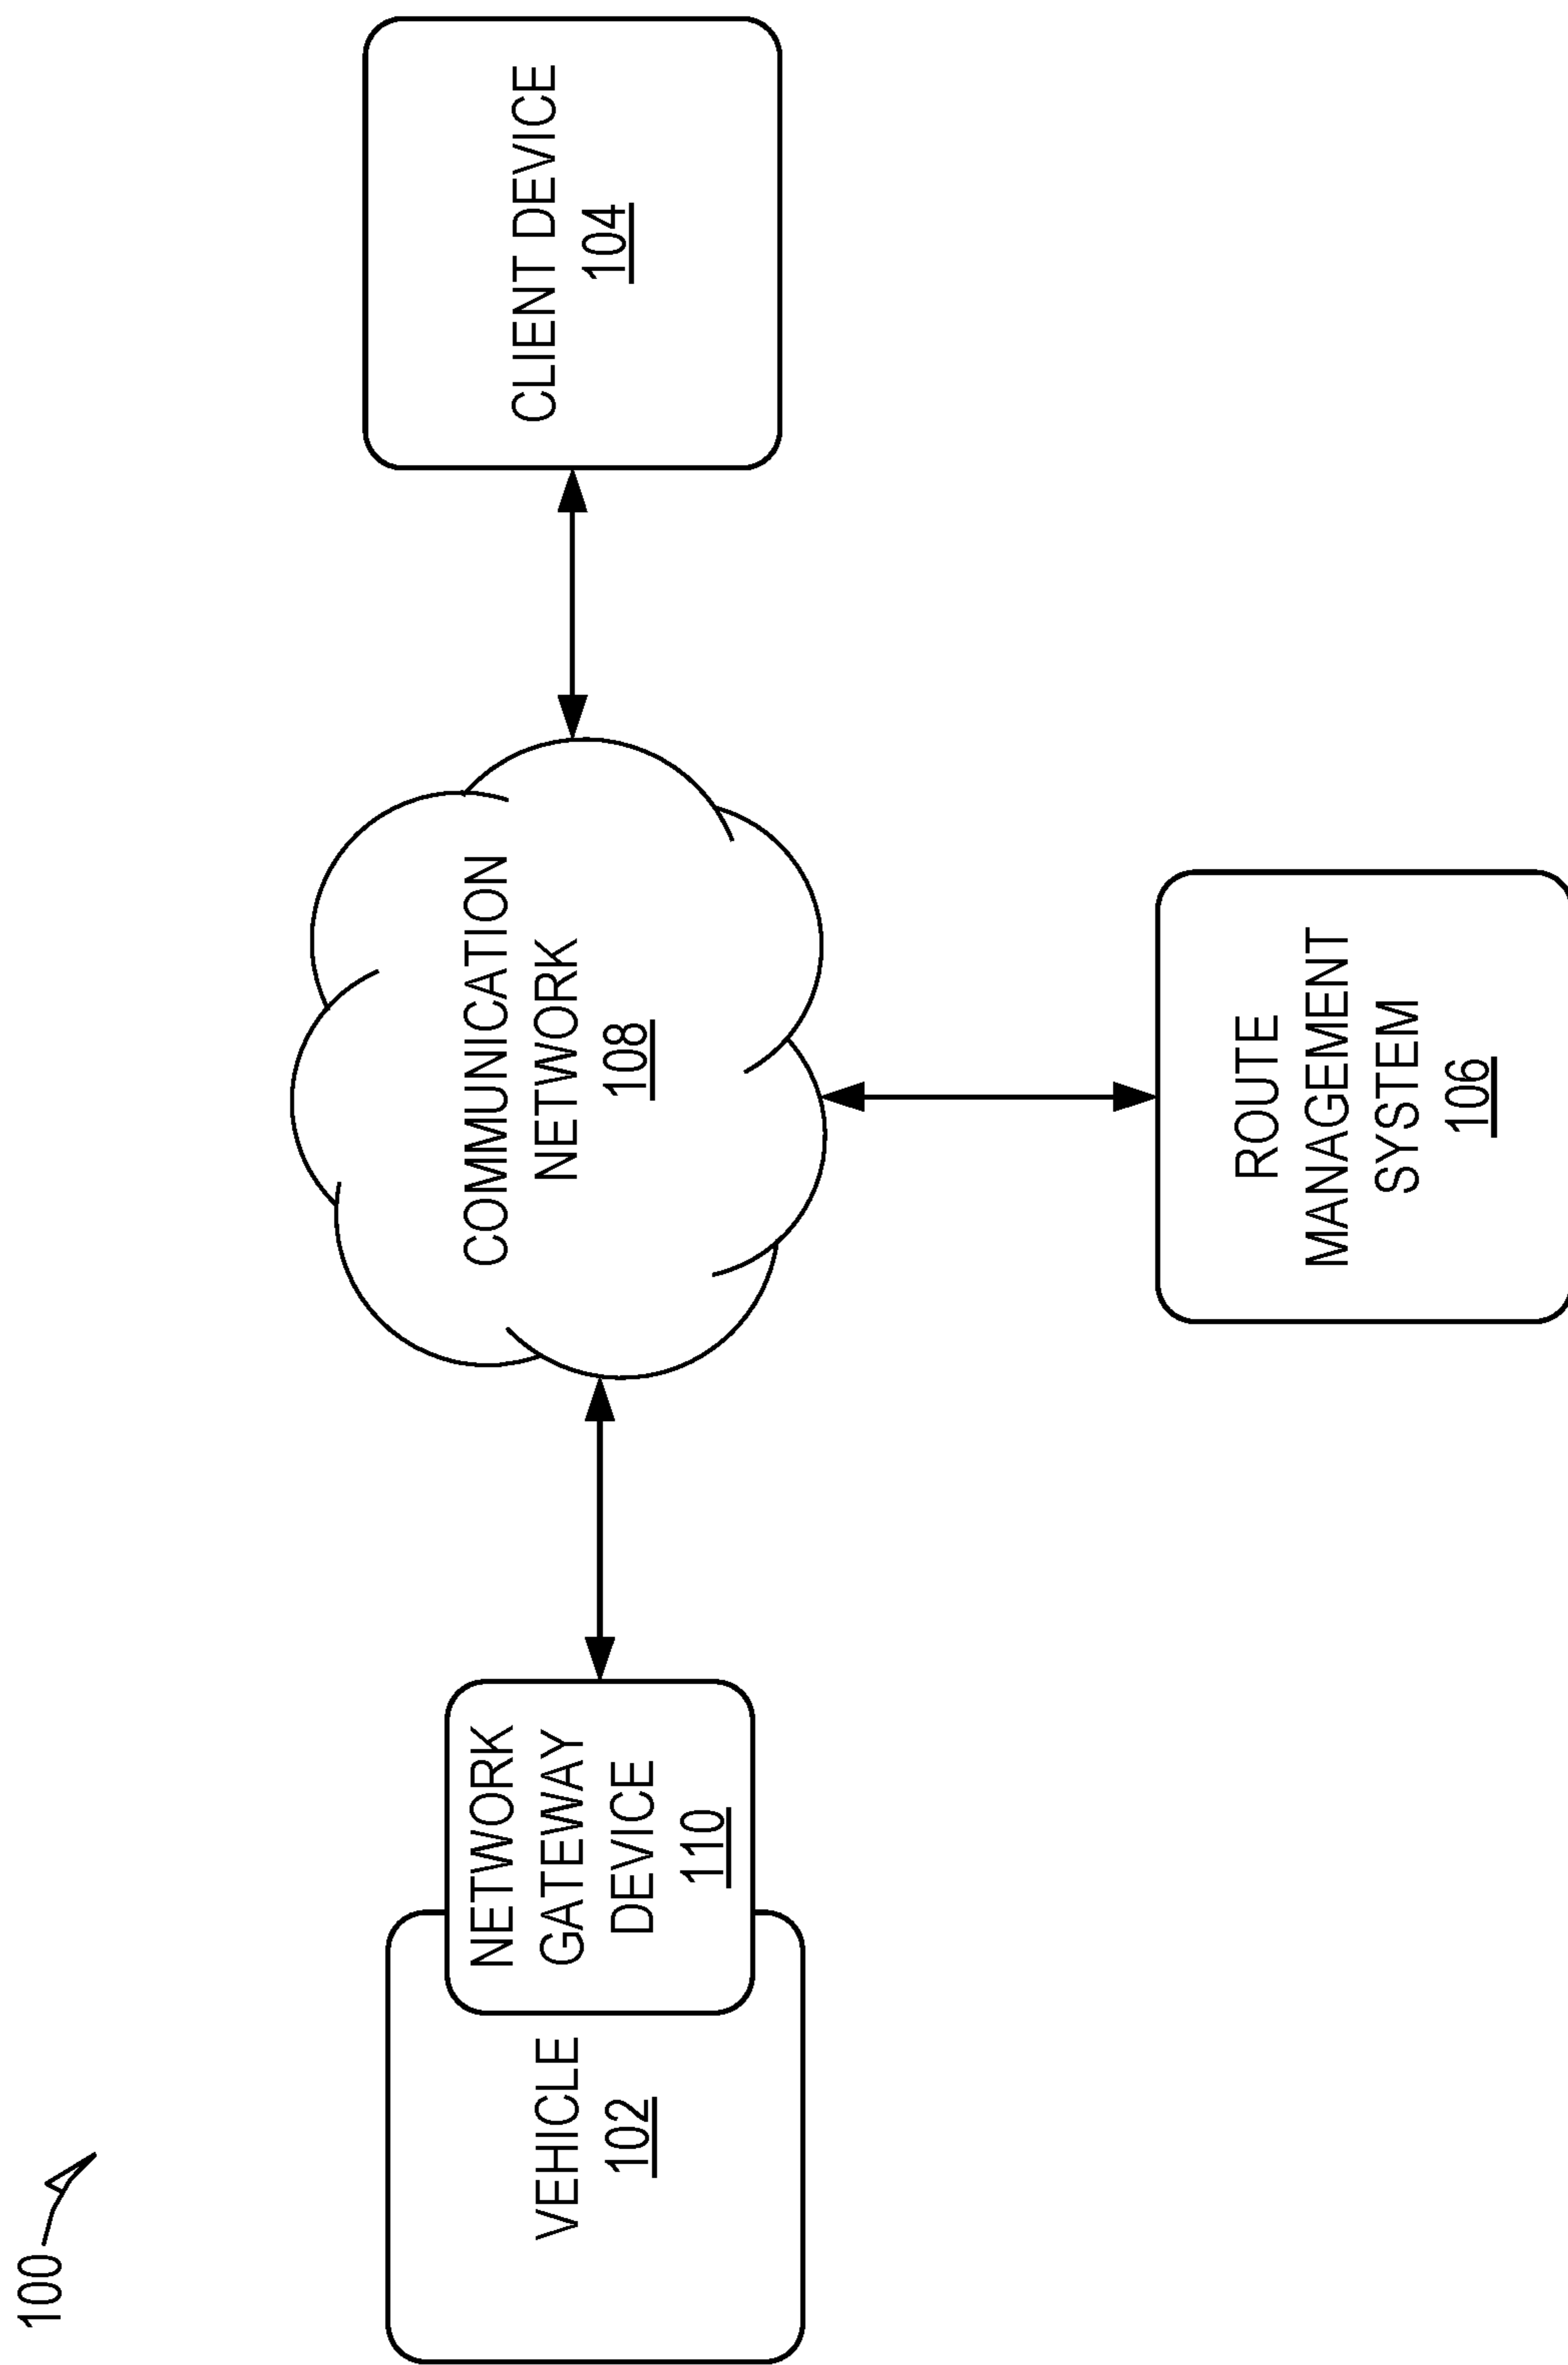 100
VEHICLE
102
NETWORK
GATEWAY
DEVICE
110
COMMUNICATION
NETWORK
108
CLIENT DEVICE
104
ROUTE
MANAGEMENT
SYSTEM
106